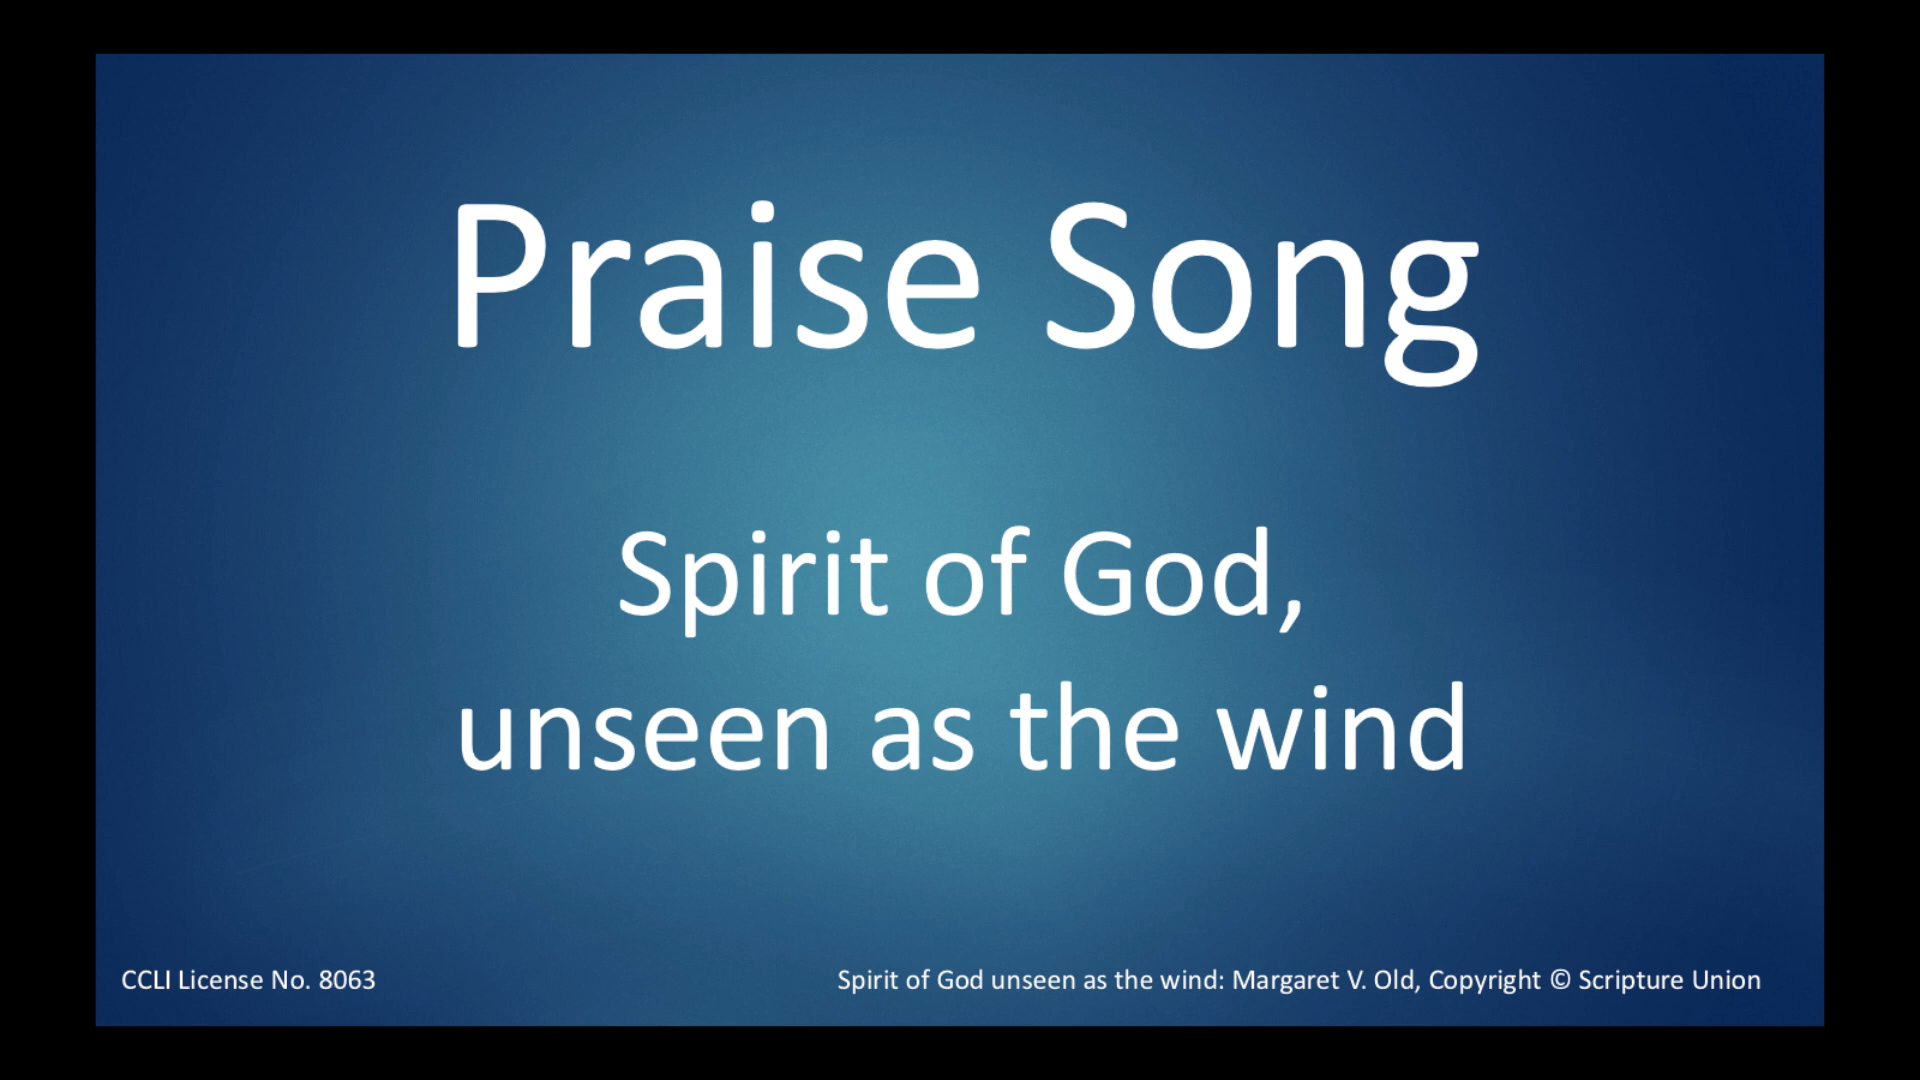 Praise Song
Spirit of God,
unseen as the wind
CCLI License No. 8063
Spirit of God unseen as the wind: Margaret V. Old, Copyright © Scripture Union